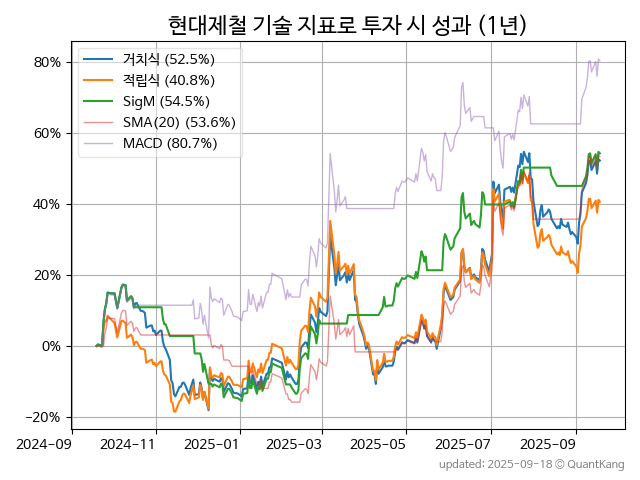 현대제철 기술 지표로 투자 시 성과 (1년)
거치식 (52.5%)
적립식 (40.8%)
SigM (54.5%)
SMA(20) (53.6%)
MACD (80.7%)
80%
60%
40%
20%
0%
−20%
2024-09 2024-11 2025-01 2025-03 2025-05 2025-07 2025-09
updated: 2025-09-18 © QuantKang